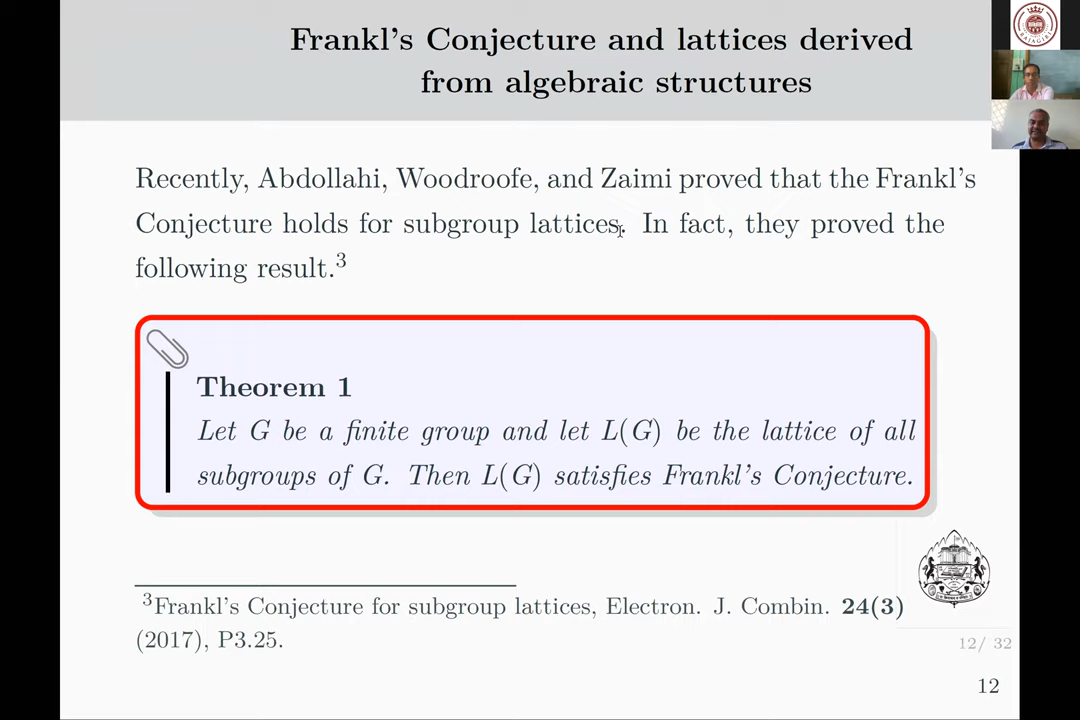 Frankl's Conjecture and lattices derived
from algebraic structures
Recently, Abdollahi, Woodroofe, and Zaimi proved that the Frankl's
Conjecture holds for subgroup lattices. In fact, they proved the
following result.³
Theorem 1
Let G be a finite group and let L(G) be the lattice of all
subgroups of G. Then L(G) satisfies Frankl's Conjecture.
³Frankl's Conjecture for subgroup lattices, Electron. J. Combin. 24(3)
(2017), P3.25.
12/ 32
12